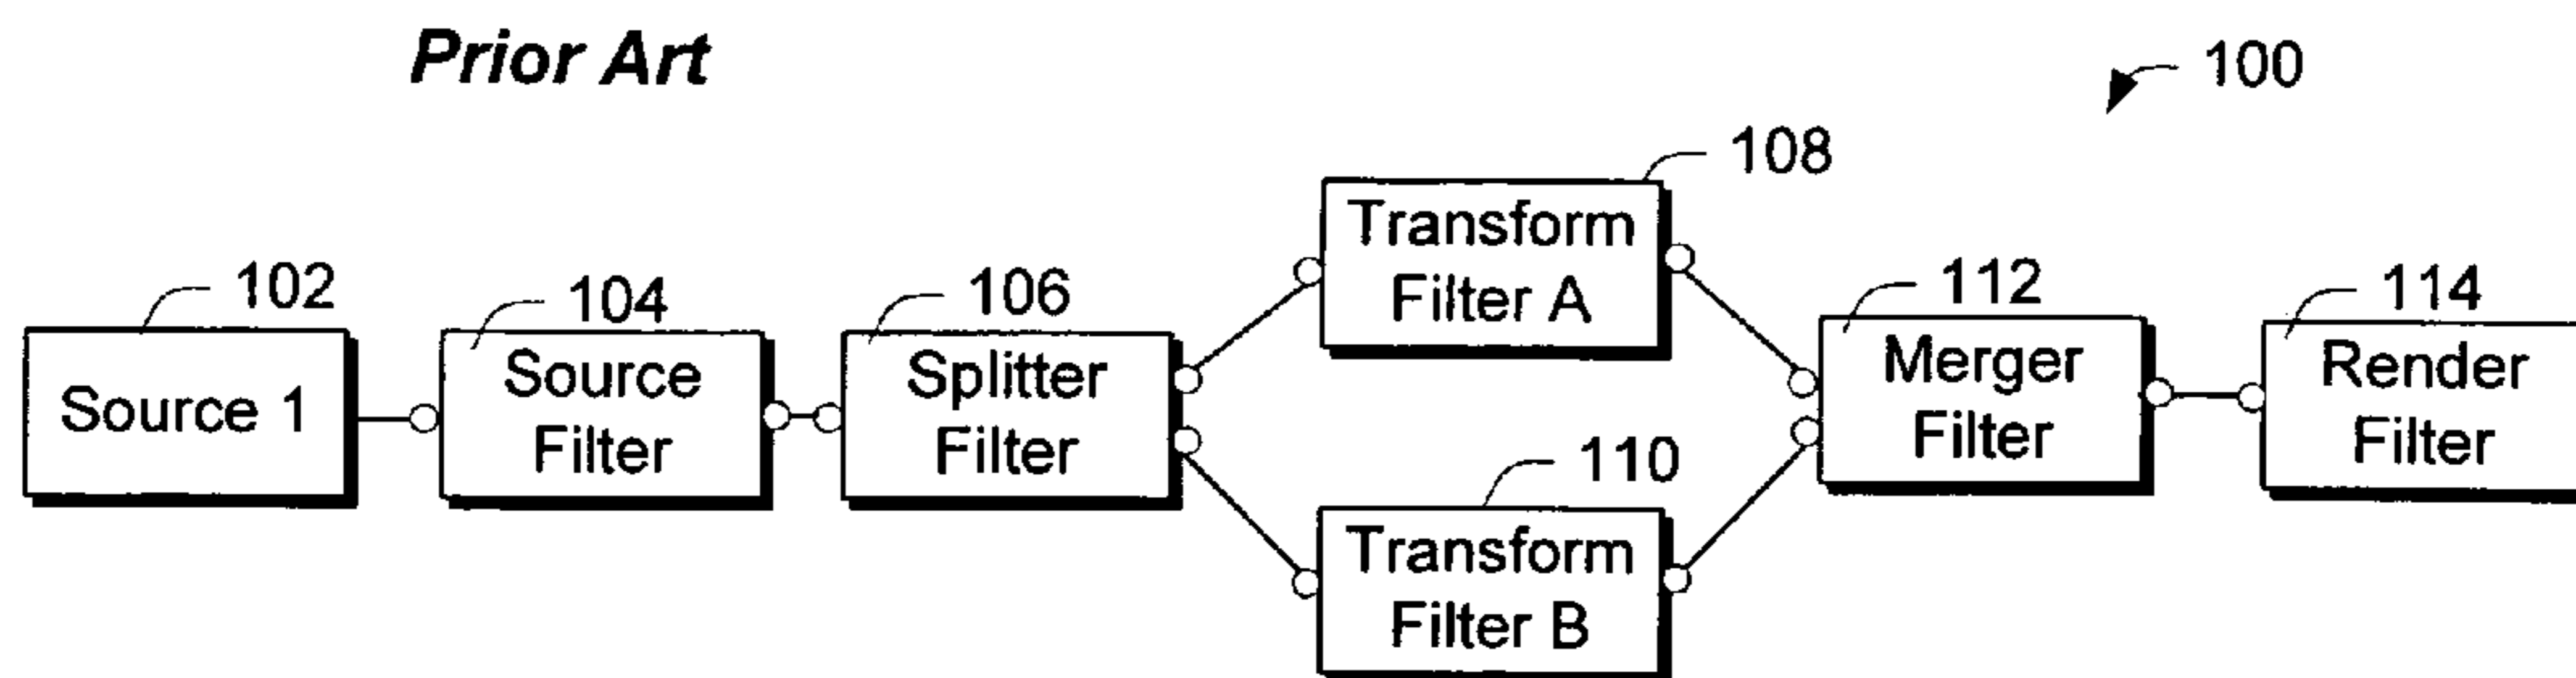 Prior Art
100
108
Transform
Filter A
102
Source 1
104
Source
Filter
106
Splitter
Filter
112
Merger
Filter
114
Render
Filter
110
Transform
Filter B